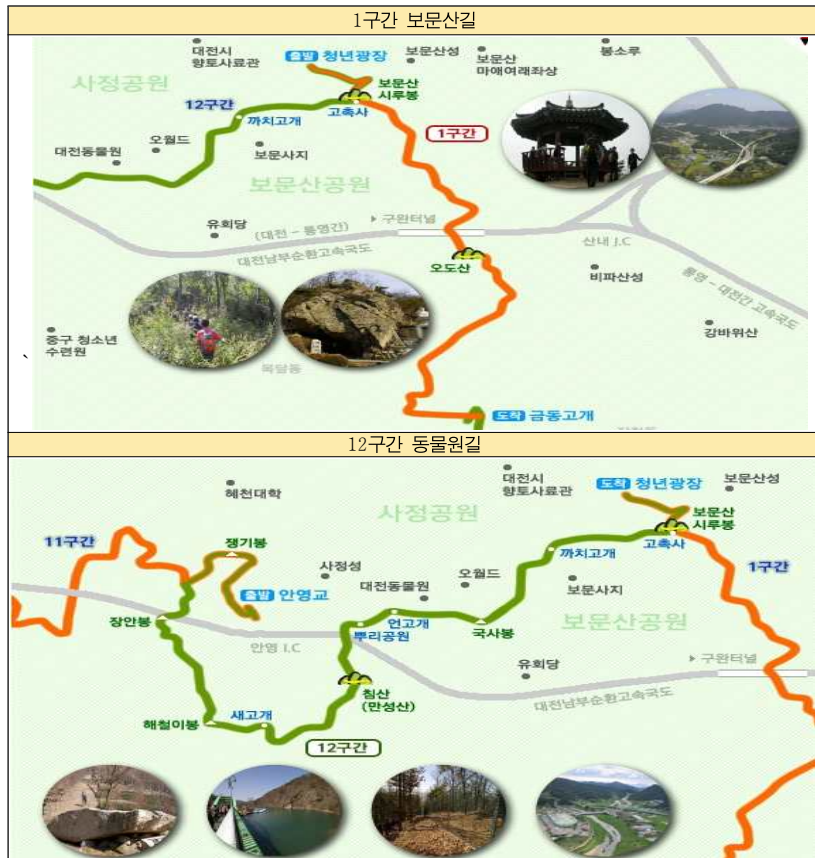 1구간 보문산길
대전시
향토사료관
출발 청년광장
보문산성
보문산
마애여래좌상
봉소루
사정공원
보문산
시루봉
12구간
까치고개
고촉사
1구간
대전동물원
오월드
보문사지
보문산공원
유회당
(대전 - 통영간)
구완터널
대전남부순환고속국도
산내 J.C
오도산
비파산성
통영 - 대전간 고속국도
강바위산
중구 청소년
수련원
목달동
도착 금동고개
12구간 동물원길
혜천대학
대전시
향토사료관
도착 청년광장
보문산성
사정공원
보문산
시루봉
11구간
쟁기봉
까치고개
고촉사
사정성
오월드
1구간
출발 안영교
대전동물원
보문사지
장안봉
언고개
뿌리공원
국사봉
보문산공원
안영 I.C
구완터널
유회당
침산
(만성산)
대전남부순환고속국도
해철이봉
새고개
12구간